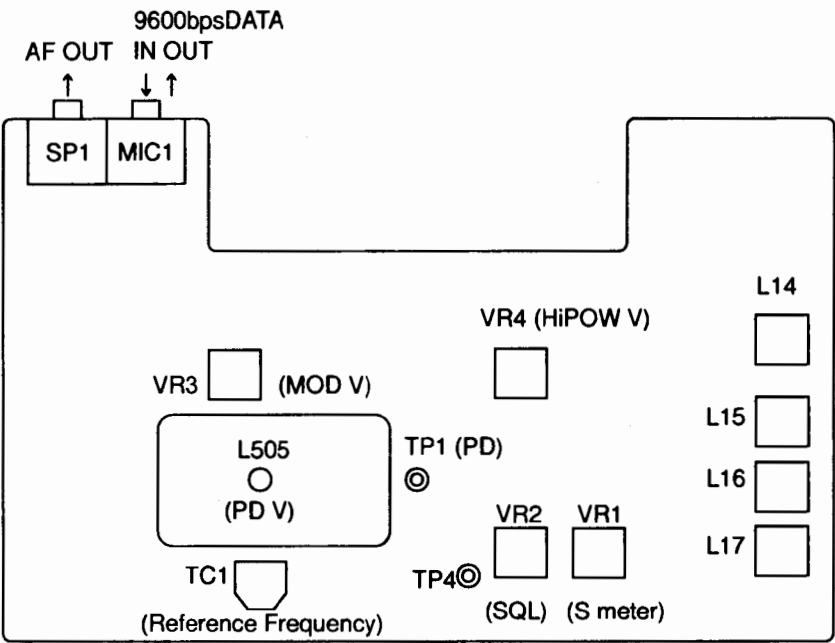 9600bpsDATA
AF OUT IN OUT
SP1 MIC1
L14
VR4 (HiPOW V)
VR3 (MOD V)
L15
L505
TP1 (PD)
(PD V)
L16
VR2 VR1
L17
TC1
TP4
(SQL) (S meter)
(Reference Frequency)